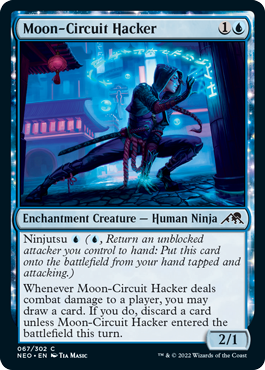 Moon-Circuit Hacker 1
Enchantment Creature — Human Ninja
Ninjutsu (, Return an unblocked
attacker you control to hand: Put this card
onto the battlefield from your hand tapped and
attacking.)
Whenever Moon-Circuit Hacker deals
combat damage to a player, you may
draw a card. If you do, discard a
card unless Moon-Circuit Hacker entered the
battlefield this turn.
2/1
067/302 C
NEO • EN Tia Masic
™ & © 2022 Wizards of the Coast